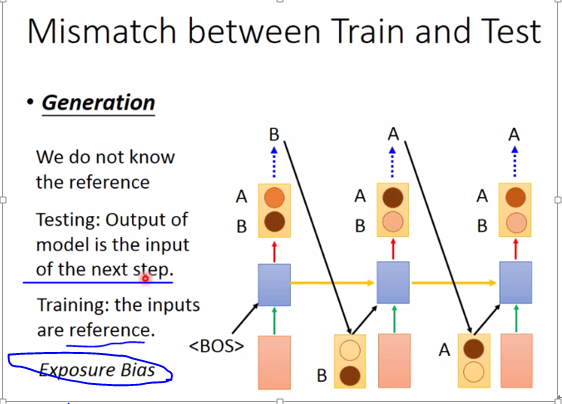 Mismatch between Train and Test
• Generation
We do not know
the reference
Testing: Output of
model is the input
of the next step.
Training: the inputs
are reference.
Exposure Bias
B
A
A
A
B
A
B
A
B
<BOS>
B
A